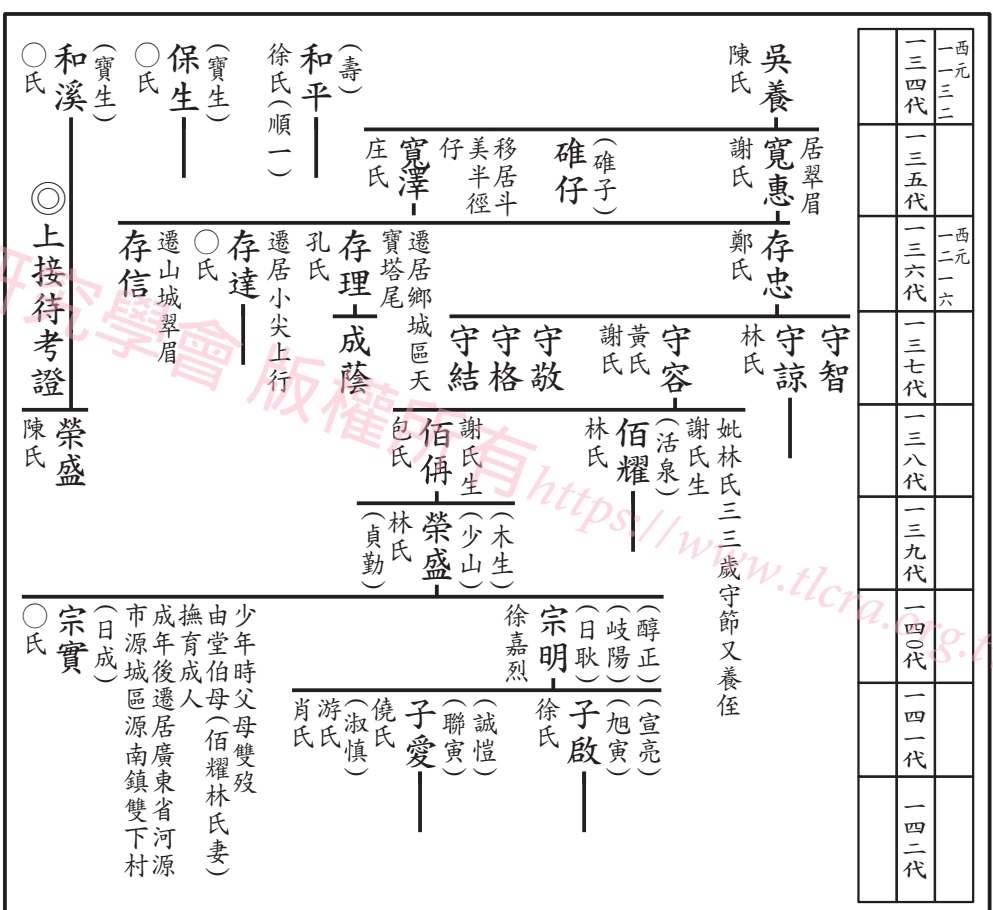 西元一一三二
一三四代
一三五代
西元一二一六
一三六代
一三七代
一三八代
一三九代
一四○代
一四一代
一四二代
吳養
陳氏
(壽)
和平
徐氏(順一)
(寶生)
保生
○氏
(寶生)
和溪
○氏
居翠眉
寬惠
謝氏
(碓子)
碓仔
移居斗
美半徑
仔
寬澤
庄氏
存忠
鄭氏
遷居鄉城區天
寶塔尾
存理
孔氏
遷居小尖上行
存達
○氏
遷山城翠眉
存信
◎上接待考證
守智
守諒
林氏
守容
黃氏
謝氏
守敬
守格
守結
成蔭
妣林氏三三歲守節又養侄
謝氏生
(活泉)
佰耀
林氏
謝氏生
佰侢
包氏
榮盛
陳氏
(木生)
(少山)
榮盛
林氏
(貞勤)
(醇正)
(岐陽)
(日耿)
宗明
徐嘉烈
少年時父母雙歿
由堂伯母(佰耀林氏妻)
撫育成人
成年後遷居廣東省河源
市源城區源南鎮雙下村
(日成)
宗實
○氏
(宣亮)
(旭寅)
子啟
徐氏
(誠愷)
(聯寅)
子愛
僥氏
(淑慎)
游氏
肖氏
研究學會 版權所有https://www.tlcra.org.t